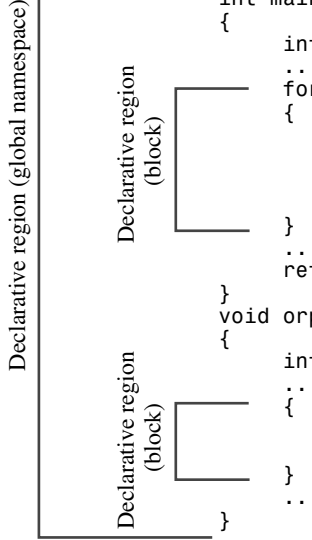 Declarative region (global namespace)
int main
{
int
..
for
{
Declarative region
(block)
}
..
ret
}
void orp
{
int
..
{
Declarative region
(block)
}
..
}